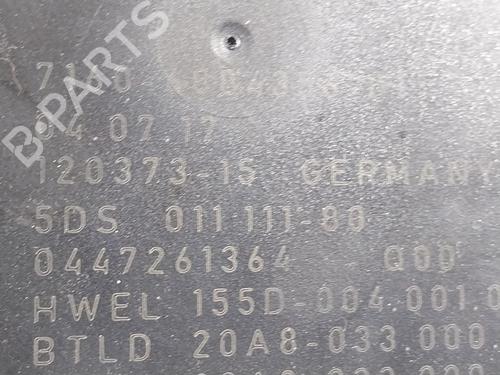 B-PARTS
04.07.17
120373-15 GERMANY
5DS 011 111-80
0447261364 Q00
HWEL 155D-004.001.0
BTLD 20A8-033.000.